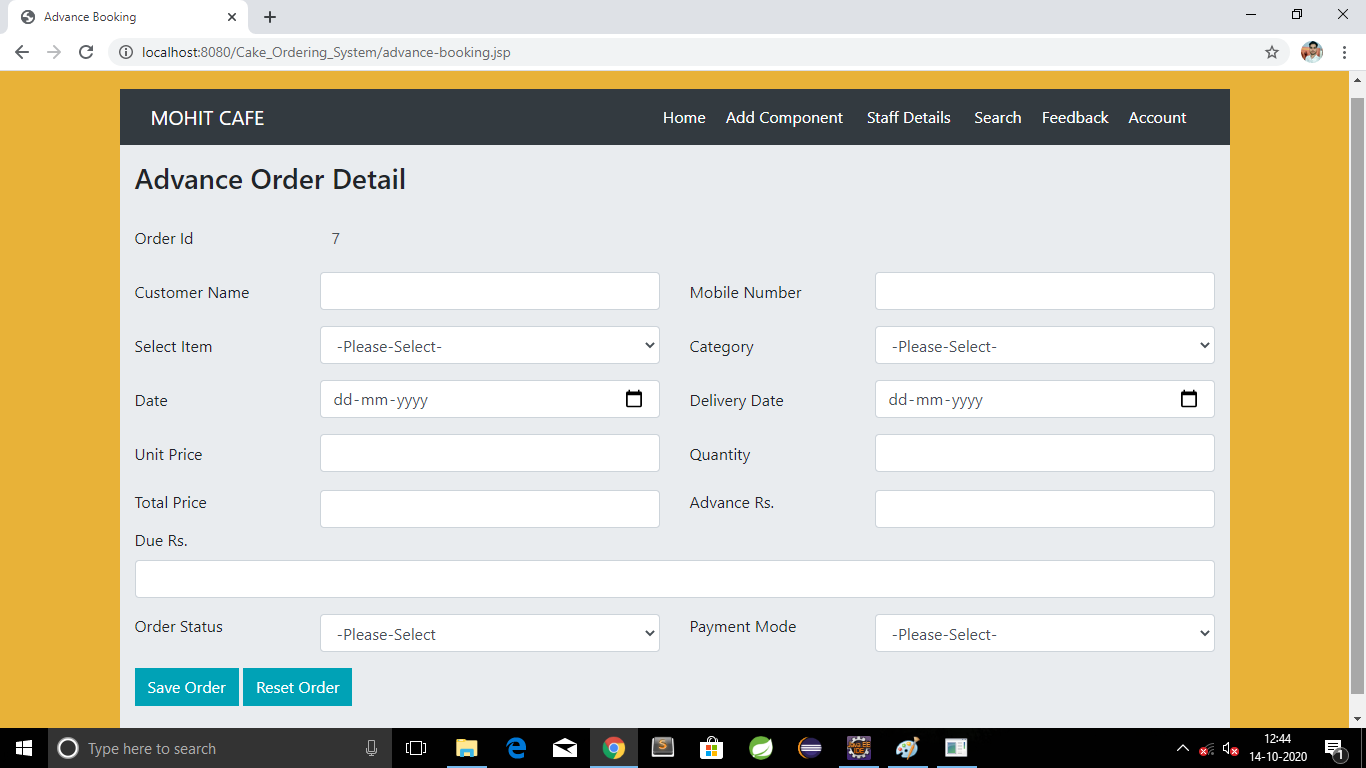 Advance Booking
localhost:8080/Cake_Ordering_System/advance-booking.jsp
MOHIT CAFE Home Add Component Staff Details Search Feedback Account
Advance Order Detail
Order Id 7
Customer Name Mobile Number
Select Item -Please-Select- Category -Please-Select-
Date dd-mm-yyyy Delivery Date dd-mm-yyyy
Unit Price Quantity
Total Price Advance Rs.
Due Rs.
Order Status -Please-Select Payment Mode -Please-Select-
Save Order Reset Order
Type here to search
12:44
14-10-2020
1